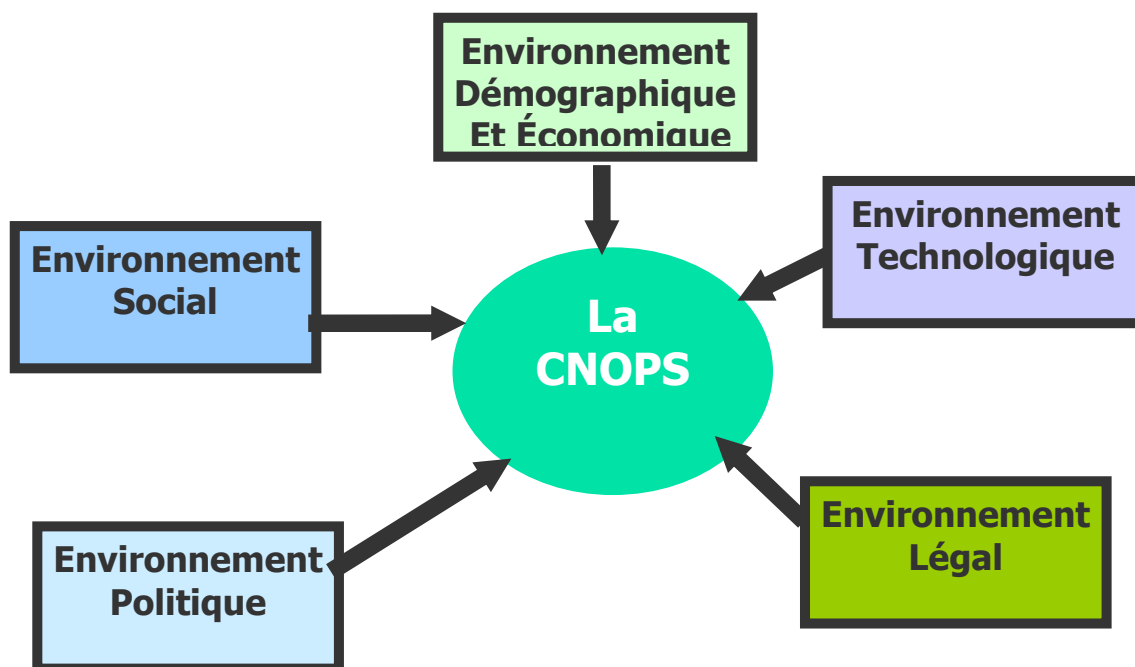 Environnement
Démographique
Et Économique
Environnement
Technologique
Environnement
Social
La
CNOPS
Environnement
Légal
Environnement
Politique